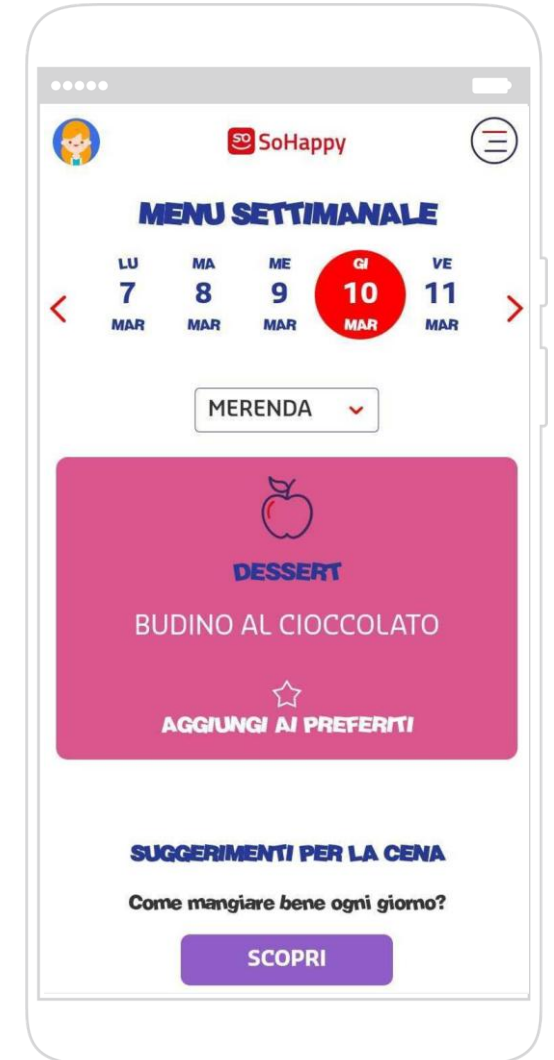 SoHappy
MENU SETTIMANALE
LU MA ME GI VE
7 8 9 10 11
MAR MAR MAR MAR MAR
MERENDA
DESSERT
BUDINO AL CIOCCOLATO
AGGIUNGI AI PREFERITI
SUGGERIMENTI PER LA CENA
Come mangiare bene ogni giorno?
SCOPRI